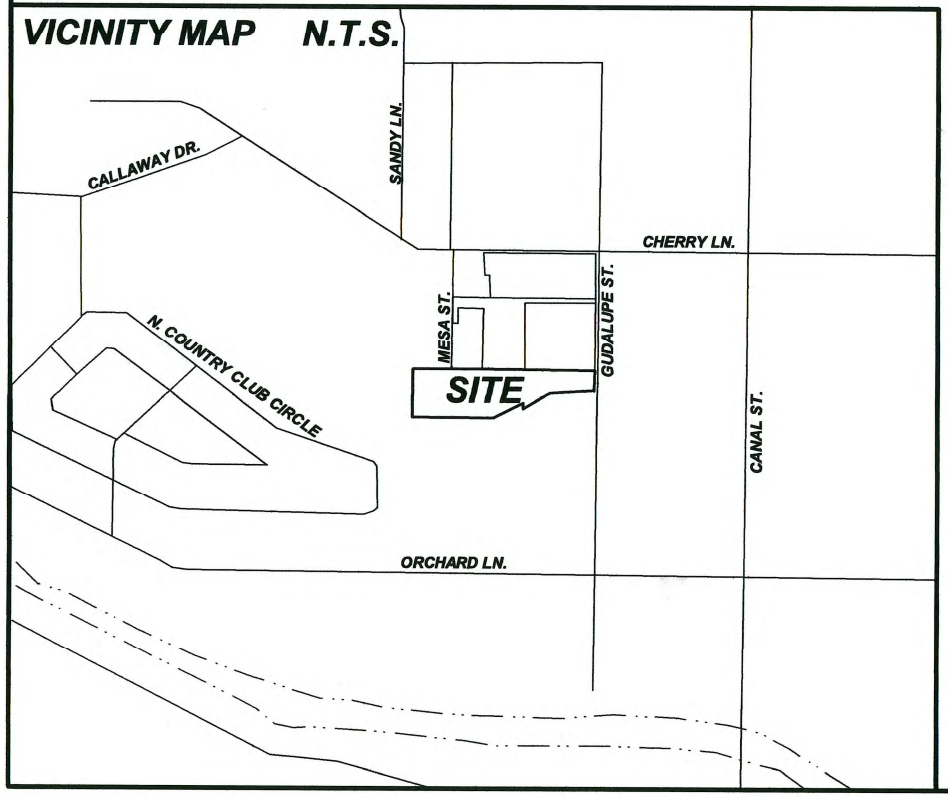 VICINITY MAP N.T.S.
SANDY LN.
CALLAWAY DR.
CHERRY LN.
MESA ST.
GUDALUPE ST.
N. COUNTRY CLUB CIRCLE
SITE
CANAL ST.
ORCHARD LN.